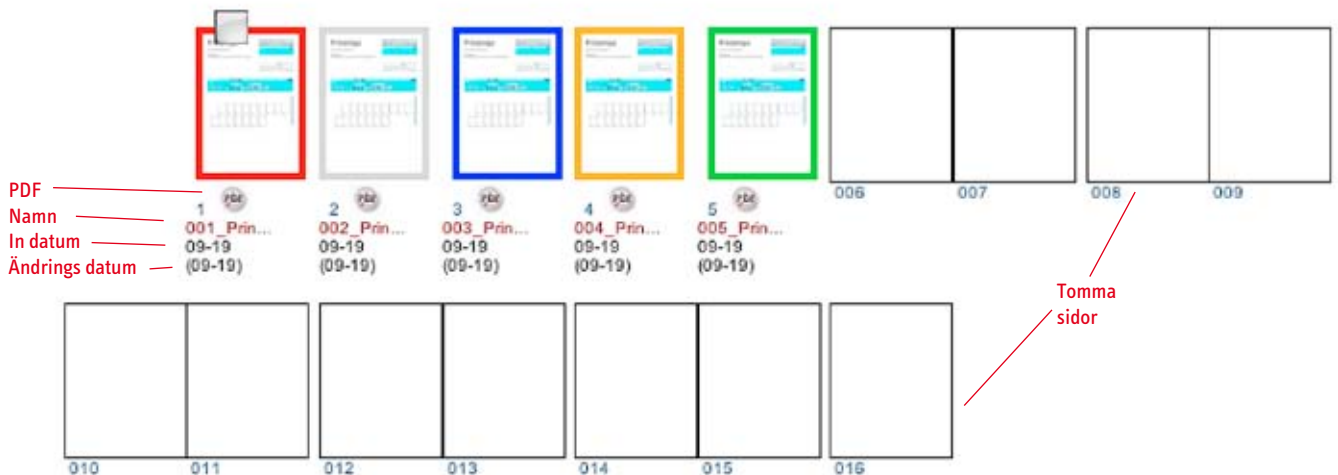 006 007 008 009
PDF
1 2 3 4 5
Namn
001_Prin... 002_Prin... 003_Prin... 004_Prin... 005_Prin...
In datum
09-19 09-19 09-19 09-19 09-19
Ändrings datum
(09-19) (09-19) (09-19) (09-19) (09-19)
Tomma
sidor
010 011 012 013 014 015 016